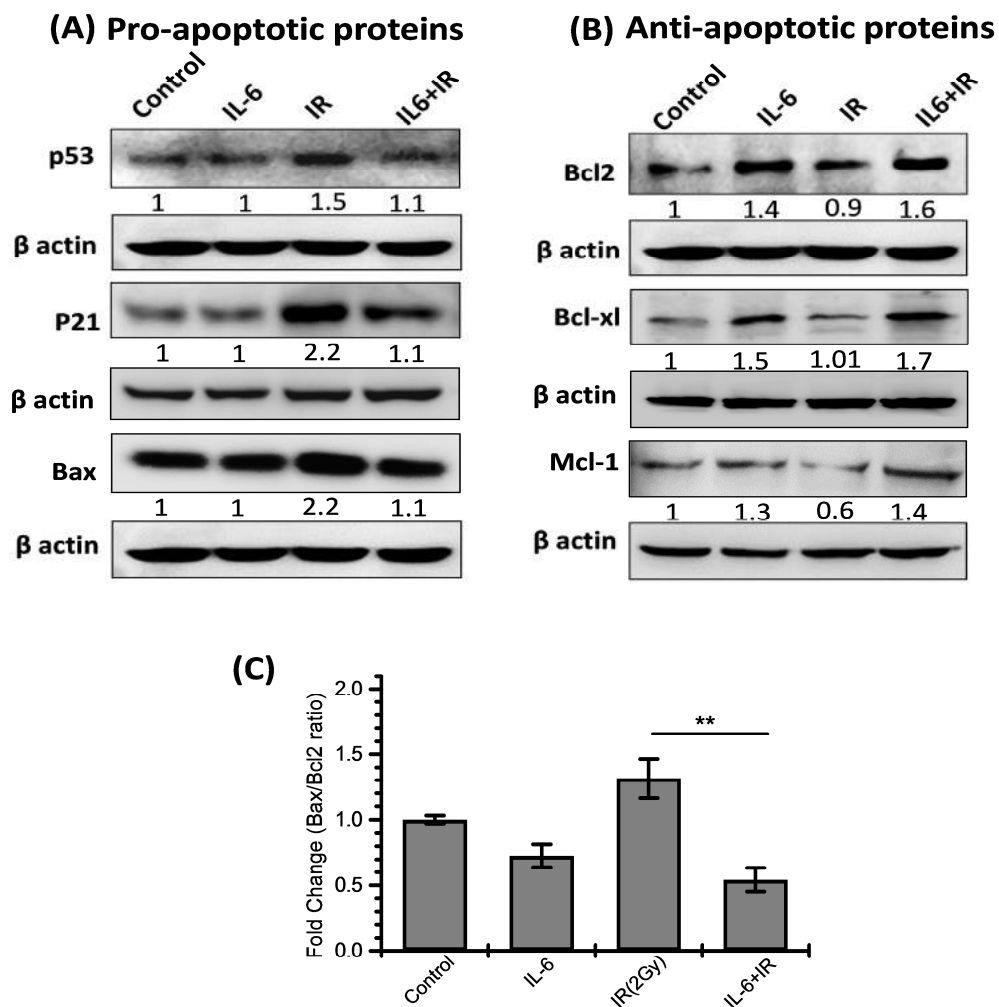 (A) Pro-apoptotic proteins
Control IL-6 IR IL6+IR
p53
1 1 1.5 1.1
β actin
P21
1 1 2.2 1.1
β actin
Bax
1 1 2.2 1.1
β actin
(B) Anti-apoptotic proteins
Control IL-6 IR IL6+IR
Bcl2
1 1.4 0.9 1.6
β actin
Bcl-xl
1 1.5 1.01 1.7
β actin
Mcl-1
1 1.3 0.6 1.4
β actin
(C)
Fold Change (Bax/Bcl2 ratio)
2.0
1.5
1.0
0.5
0.0
**
Control IL-6 IR(2Gy) IL-6+IR